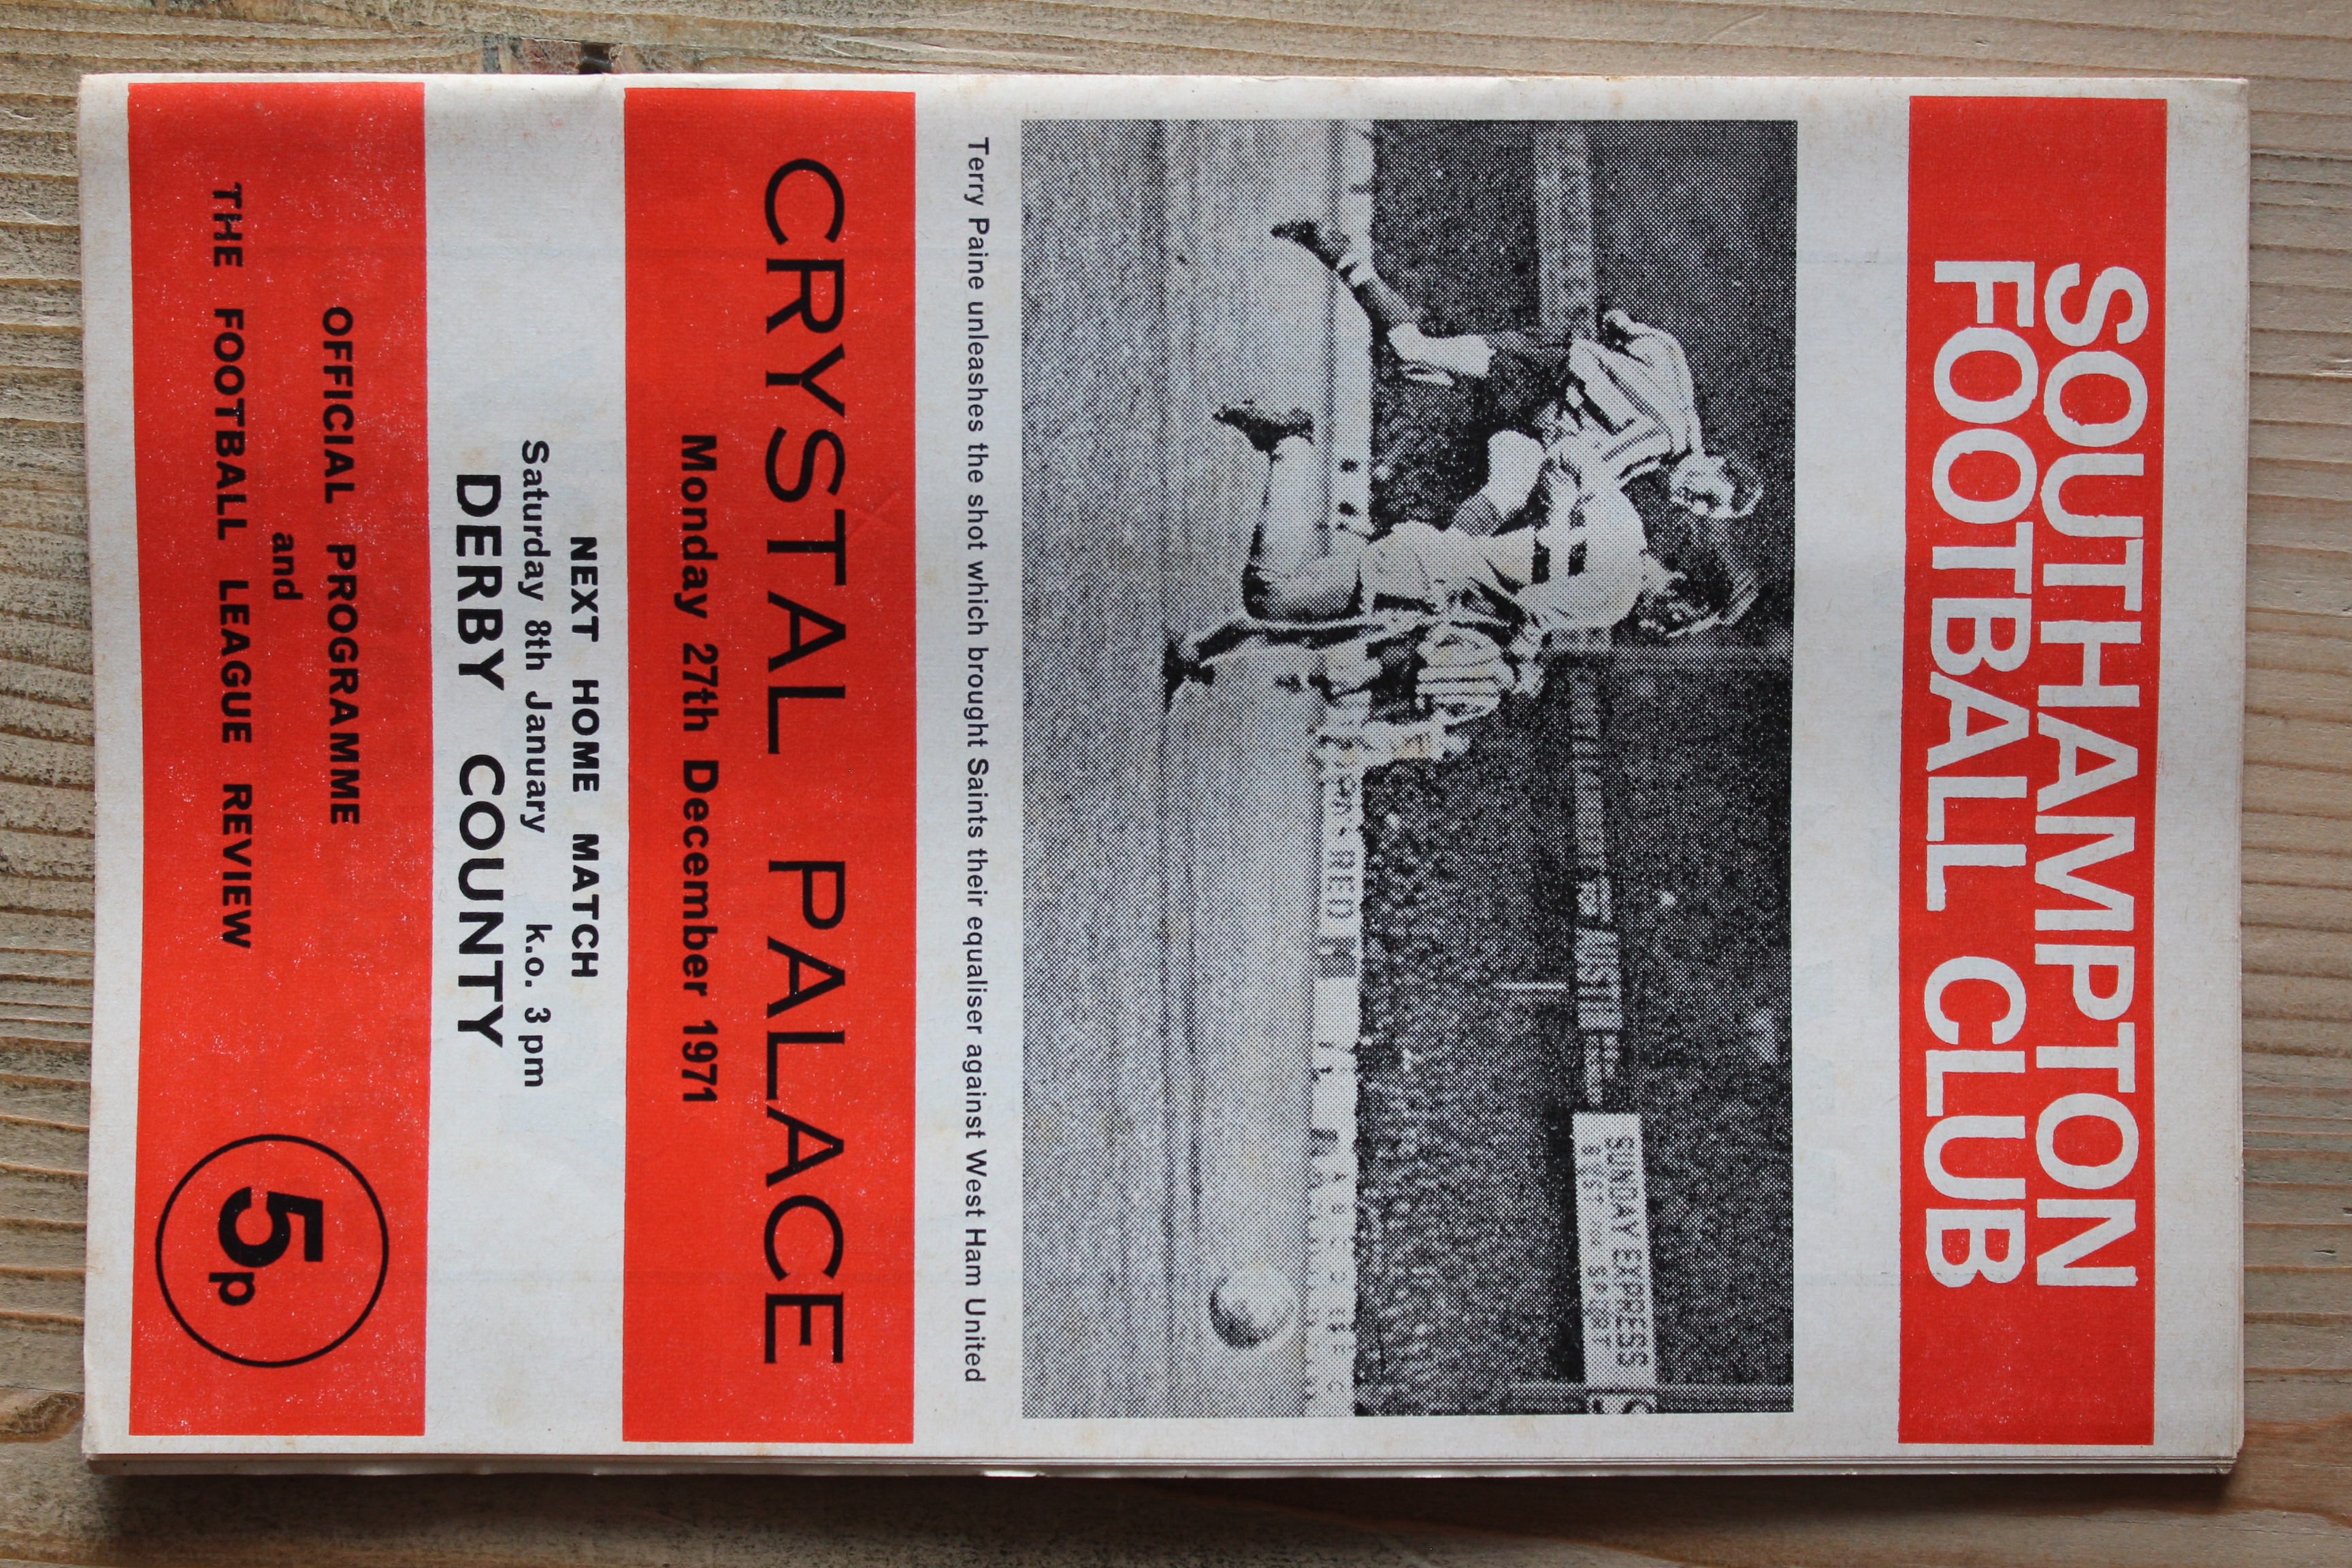 SOUTHAMPTON
FOOTBALL CLUB
SUNDAY EXPRESS
BEST SPORT
Terry Paine unleashes the shot which brought Saints their equaliser against West Ham United
CRYSTAL PALACE
Monday 27th December 1971
NEXT HOME MATCH
Saturday 8th January k.o. 3 pm
DERBY COUNTY
OFFICIAL PROGRAMME
and
THE FOOTBALL LEAGUE REVIEW
5p